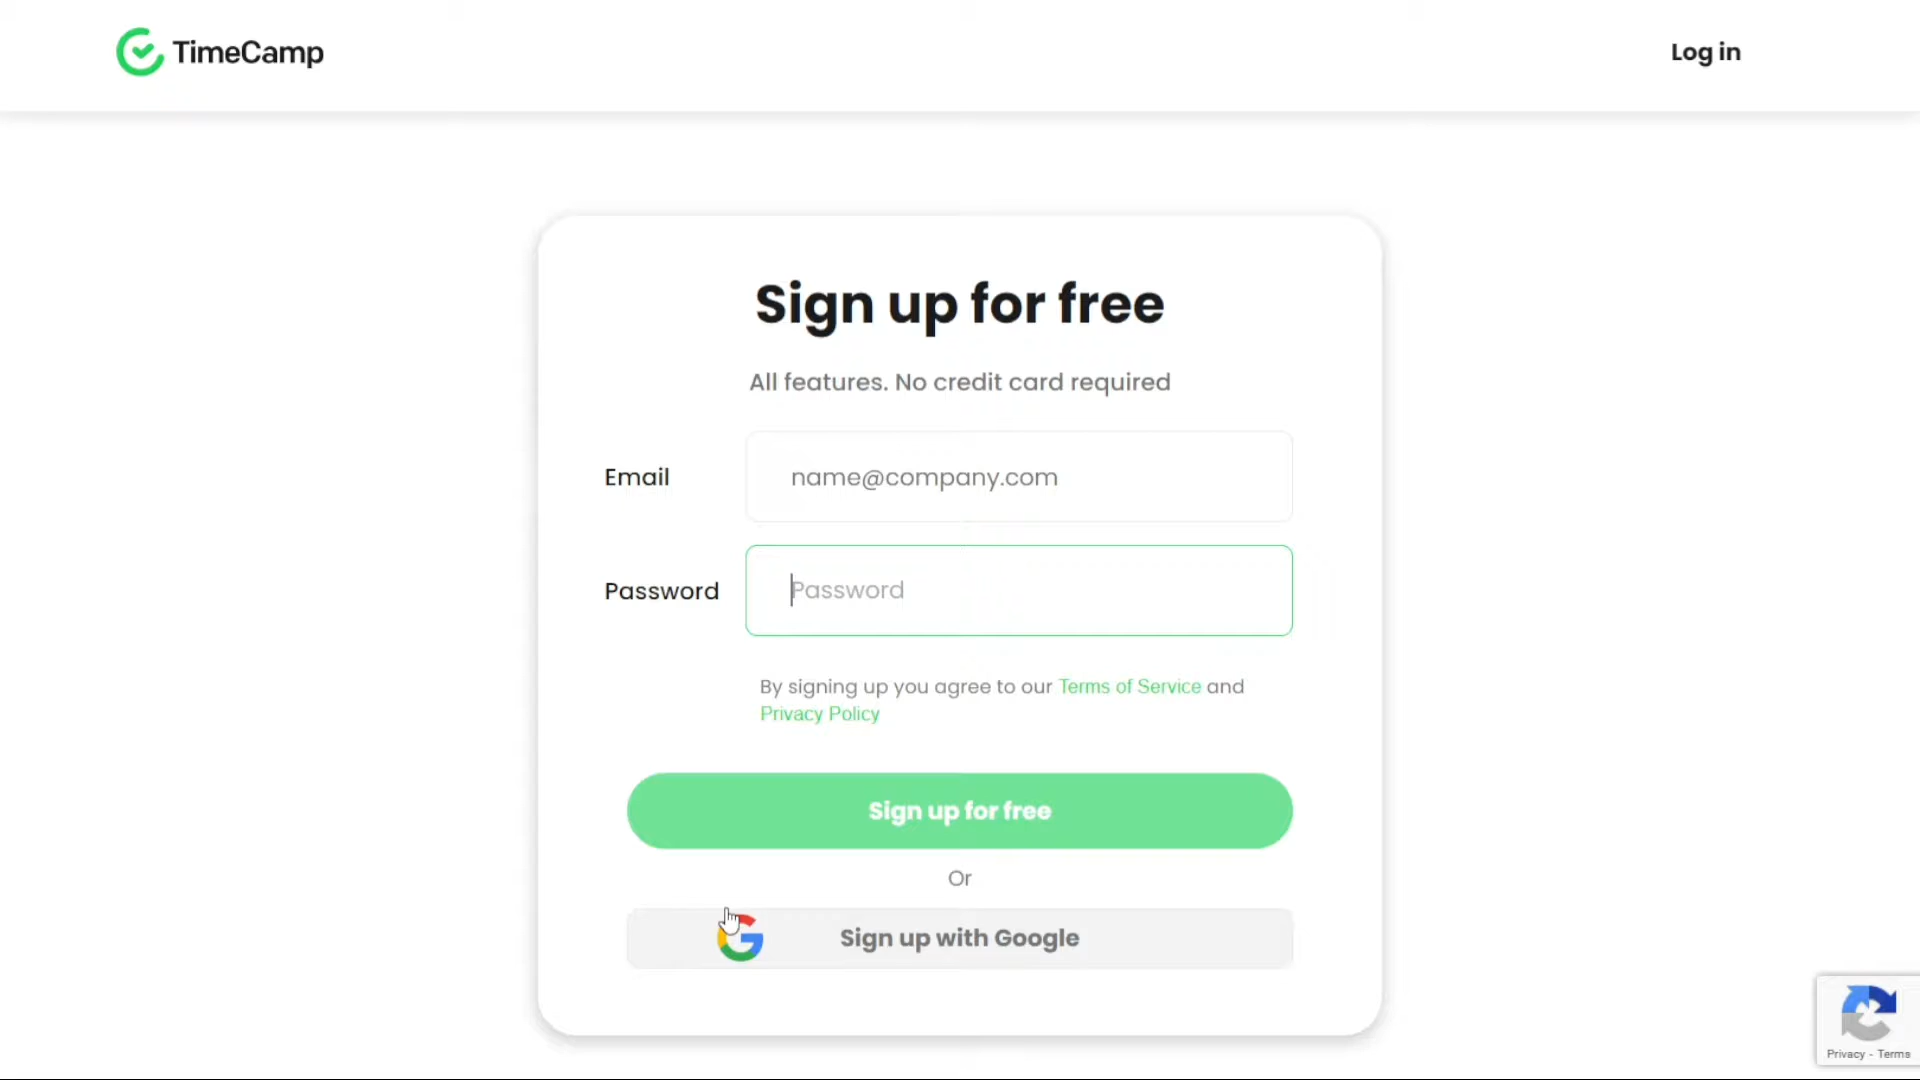 TimeCamp
Log in
Sign up for free
All features. No credit card required
Email
name@company.com
Password
Password
By signing up you agree to our Terms of Service and
Privacy Policy
Sign up for free
Or
Sign up with Google
Privacy - Terms